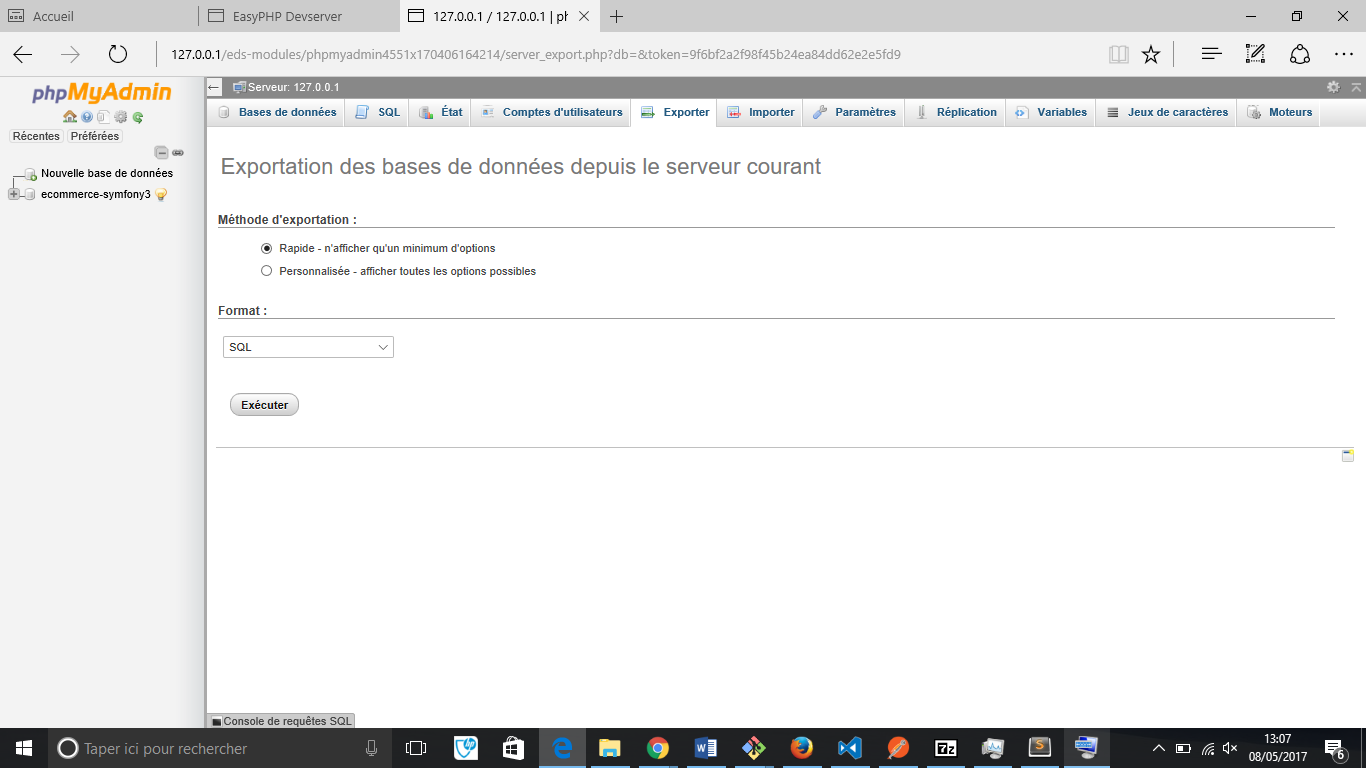 Accueil
EasyPHP Devserver
127.0.0.1 / 127.0.0.1 | ph
127.0.0.1/eds-modules/phpmyadmin4551x170406164214/server_export.php?db=&token=9f6bf2a2f98f45b24ea84dd62e2e5fd9
phpMyAdmin
Récentes Préférées
Nouvelle base de données
ecommerce-symfony3
Serveur: 127.0.0.1
Bases de données SQL État Comptes d'utilisateurs Exporter Importer Paramètres Réplication Variables Jeux de caractères Moteurs
Exportation des bases de données depuis le serveur courant
Méthode d'exportation :
Rapide - n'afficher qu'un minimum d'options
Personnalisée - afficher toutes les options possibles
Format :
SQL
Exécuter
Console de requêtes SQL
Taper ici pour rechercher
13:07
08/05/2017
6